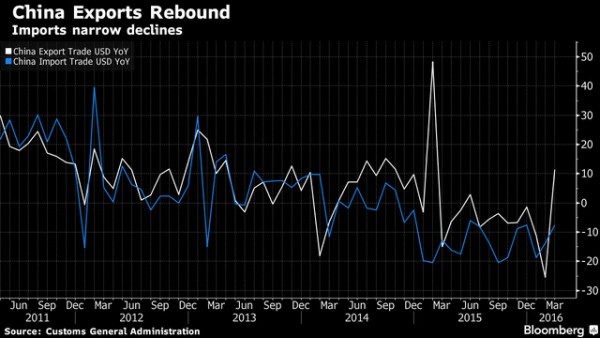 China Exports Rebound
Imports narrow declines
China Export Trade USD YoY
China Import Trade USD YoY
50
40
30
20
10
0
-10
-20
-30
Jun Sep Dec Mar Jun Sep Dec Mar Jun Sep Dec Mar Jun Sep Dec Mar Jun Sep Dec Mar
2011 2012 2013 2014 2015 2016
Source: Customs General Administration
Bloomberg